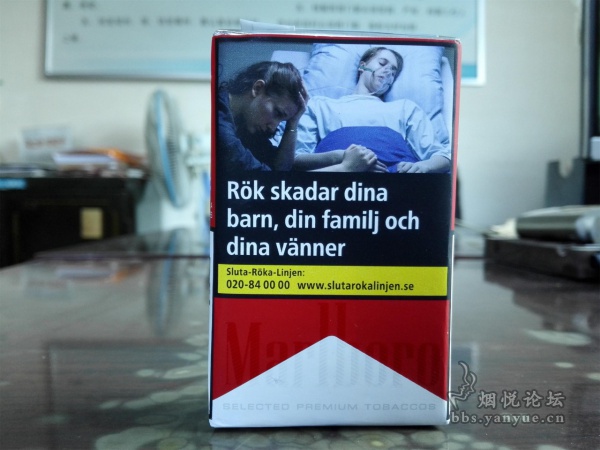 Rök skadar dina
barn, din familj och
dina vänner
Sluta-Röka-Linjen:
020-84 00 00 www.slutarokalinjen.se
Marlboro
SELECTED PREMIUM TOBACCOS
烟悦论坛
bbs.yanyue.cn